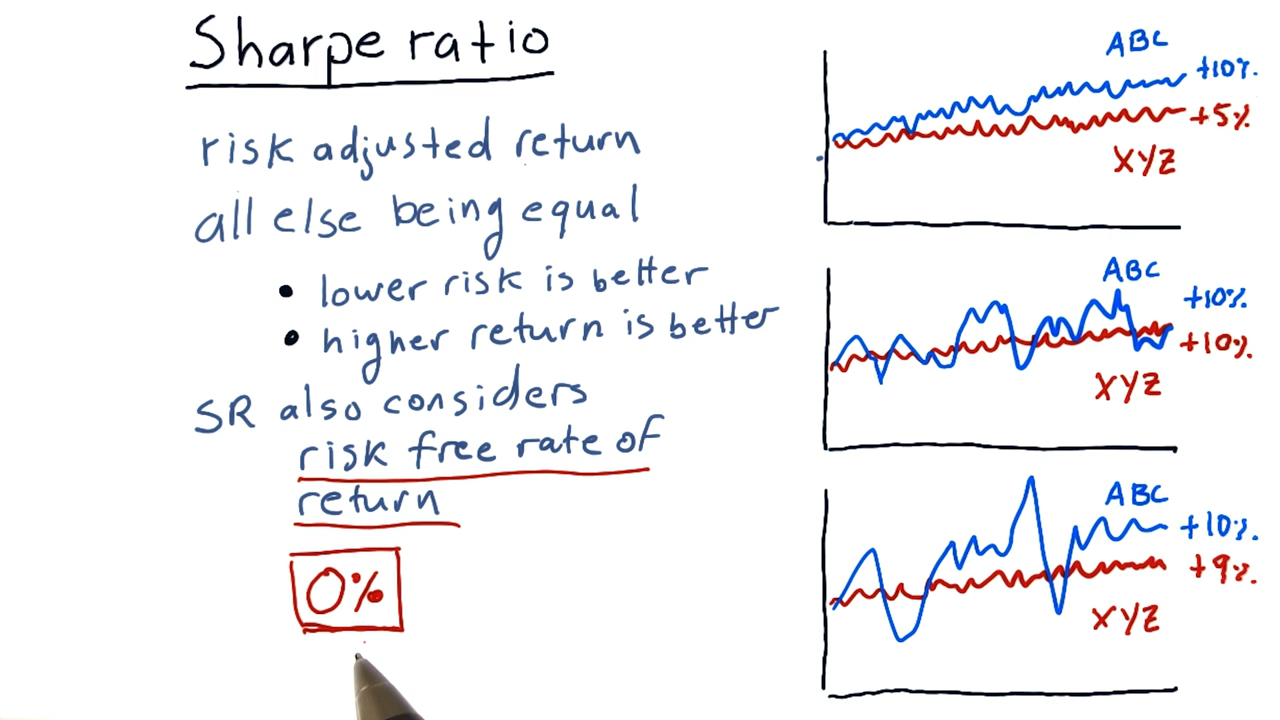 Sharpe ratio
risk adjusted return
all else being equal
• lower risk is better
• higher return is better
SR also considers
risk free rate of
return
0%
ABC
+10%
+5%
XYZ
ABC
+10%
+10%
XYZ
ABC
+10%
+9%
XYZ